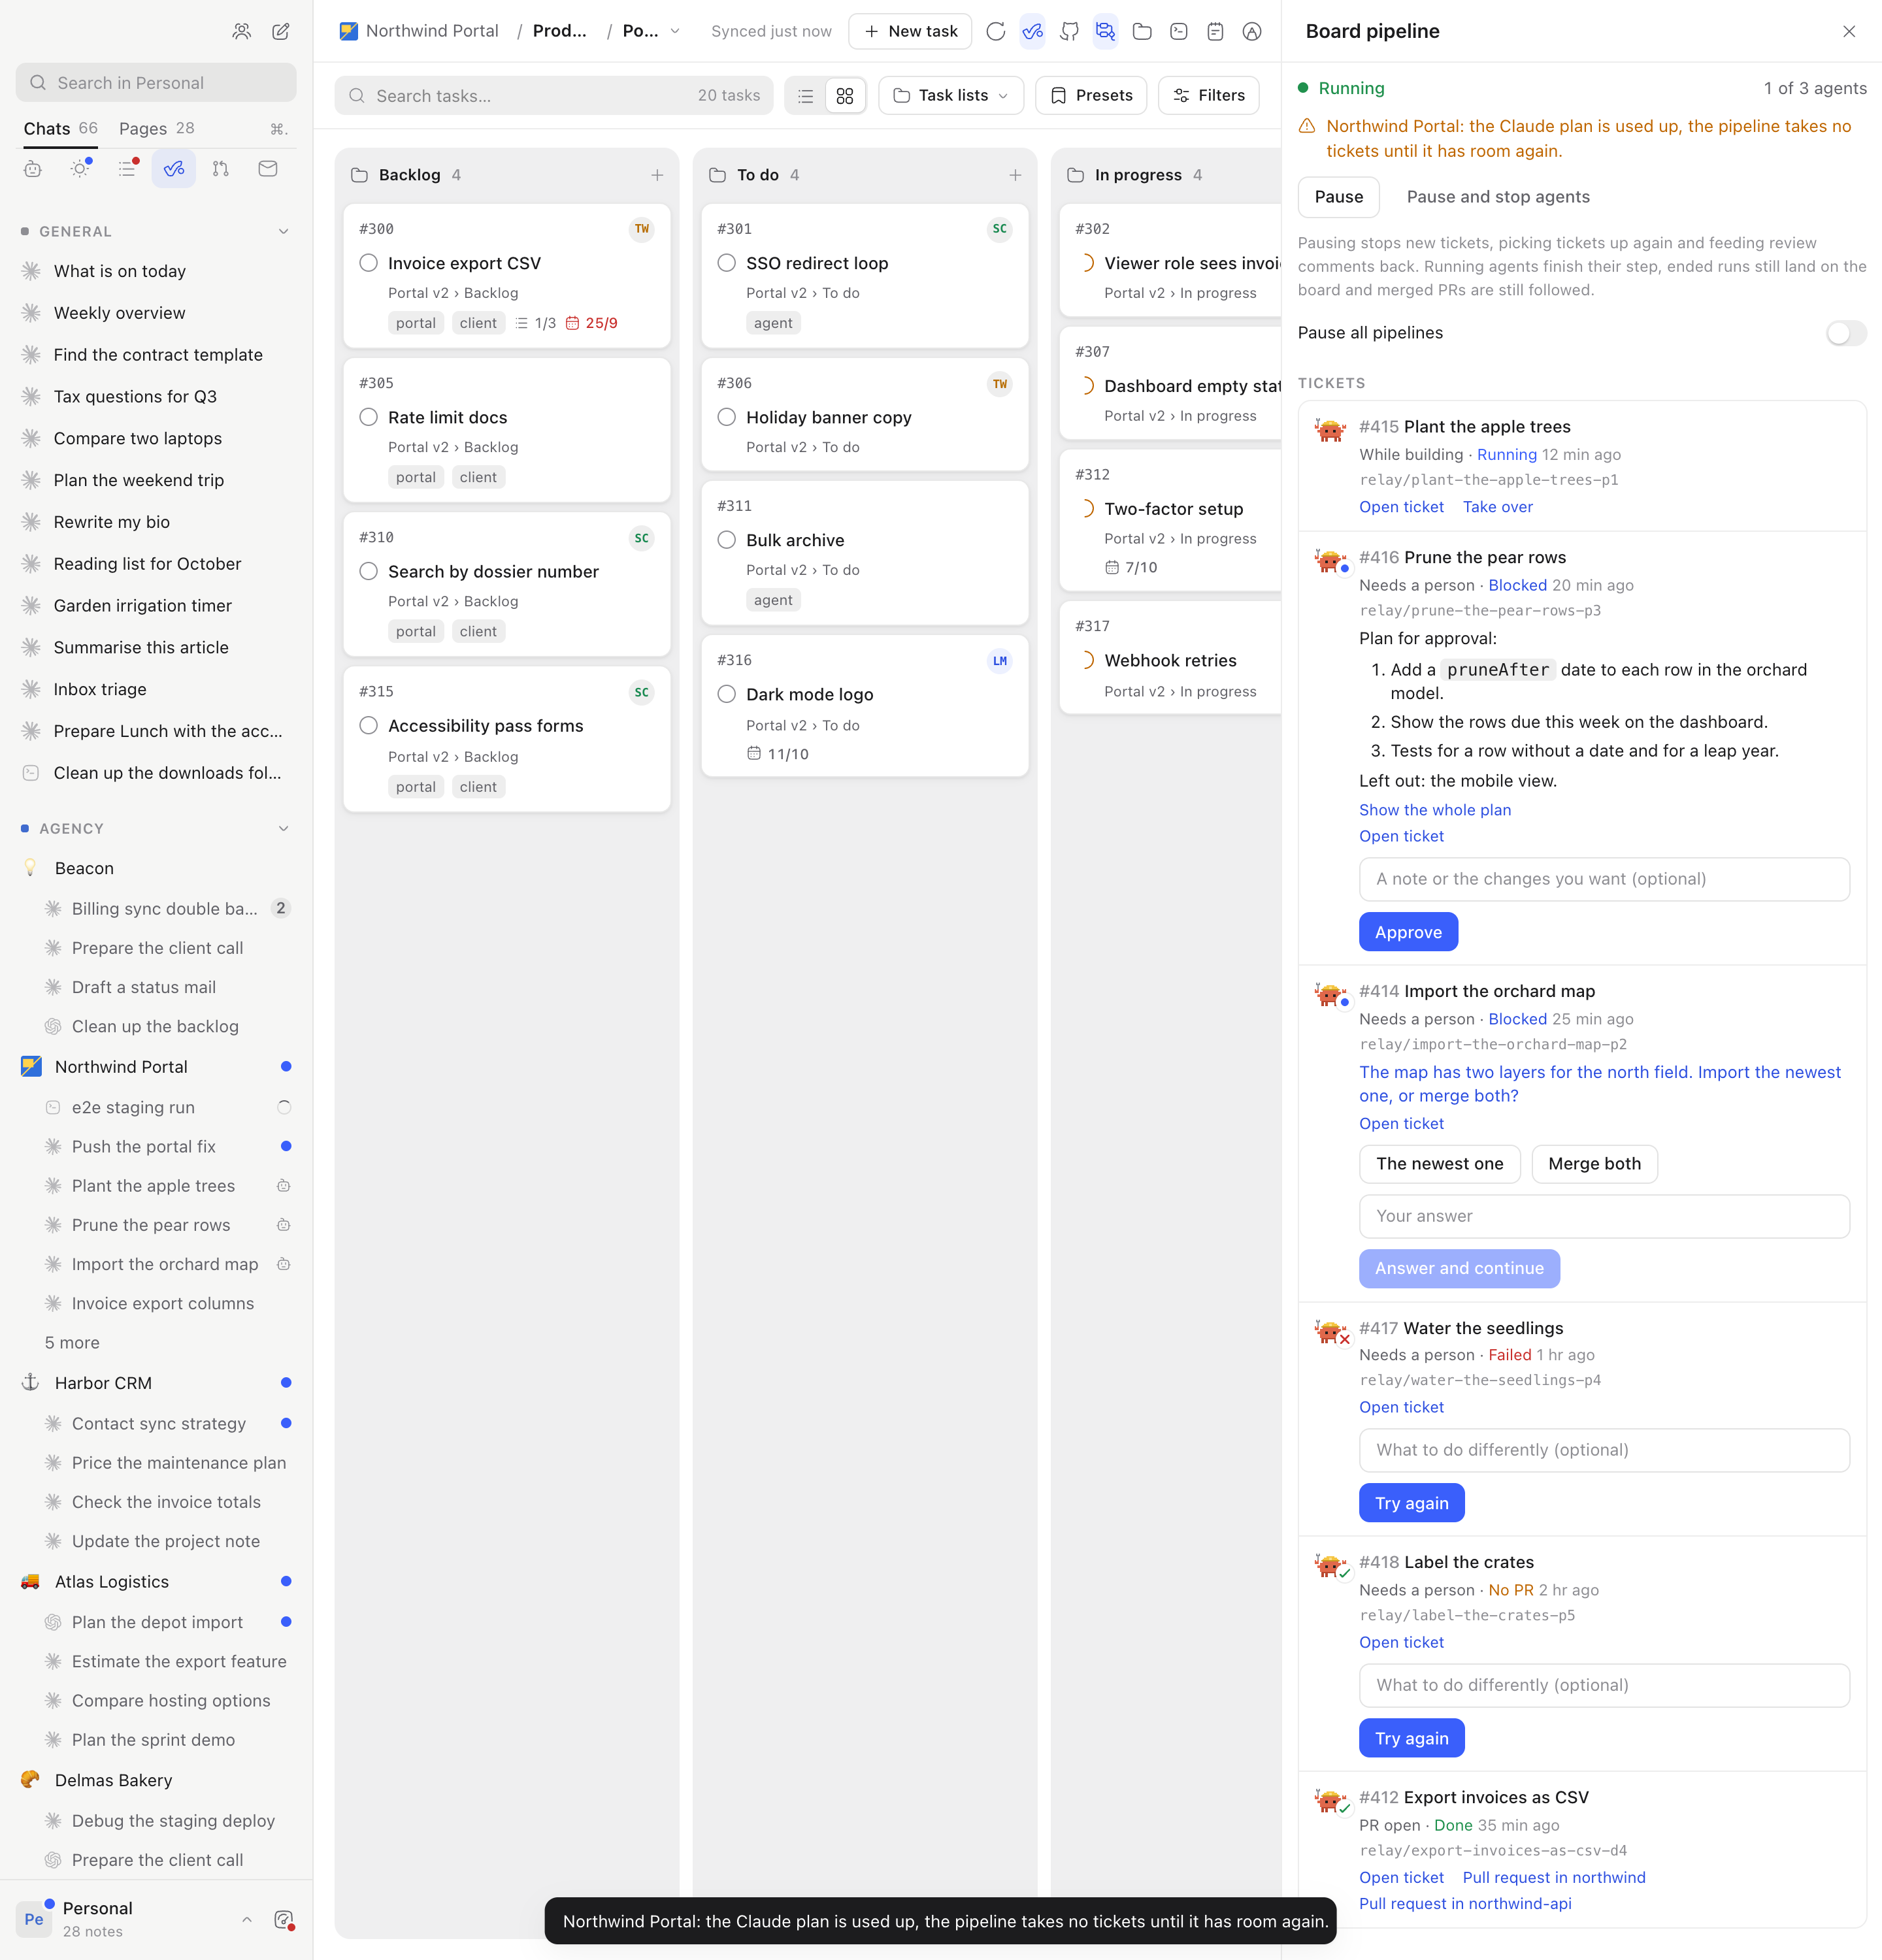 Search in Personal
Chats 66
Pages 28
⌘.
GENERAL
What is on today
Weekly overview
Find the contract template
Tax questions for Q3
Compare two laptops
Plan the weekend trip
Rewrite my bio
Reading list for October
Garden irrigation timer
Summarise this article
Inbox triage
Prepare Lunch with the acc...
Clean up the downloads fol...
AGENCY
Beacon
Billing sync double ba... 2
Prepare the client call
Draft a status mail
Clean up the backlog
Northwind Portal
e2e staging run
Push the portal fix
Plant the apple trees
Prune the pear rows
Import the orchard map
Invoice export columns
5 more
Harbor CRM
Contact sync strategy
Price the maintenance plan
Check the invoice totals
Update the project note
Atlas Logistics
Plan the depot import
Estimate the export feature
Compare hosting options
Plan the sprint demo
Delmas Bakery
Debug the staging deploy
Prepare the client call
Pe
Personal
28 notes
Northwind Portal / Prod... / Po...
Synced just now
+ New task
Search tasks... 20 tasks
Task lists
Presets
Filters
Backlog 4
#300 TW
Invoice export CSV
Portal v2 › Backlog
portal client 1/3 25/9
#305
Rate limit docs
Portal v2 › Backlog
portal client
#310 SC
Search by dossier number
Portal v2 › Backlog
portal client
#315 SC
Accessibility pass forms
Portal v2 › Backlog
portal client
To do 4
#301 SC
SSO redirect loop
Portal v2 › To do
agent
#306 TW
Holiday banner copy
Portal v2 › To do
#311
Bulk archive
Portal v2 › To do
agent
#316 LM
Dark mode logo
Portal v2 › To do
11/10
In progress 4
#302
Viewer role sees invoi
Portal v2 › In progress
#307
Dashboard empty stat
Portal v2 › In progress
#312
Two-factor setup
Portal v2 › In progress
7/10
#317
Webhook retries
Portal v2 › In progress
Board pipeline
Running
1 of 3 agents
Northwind Portal: the Claude plan is used up, the pipeline takes no
tickets until it has room again.
Pause
Pause and stop agents
Pausing stops new tickets, picking tickets up again and feeding review
comments back. Running agents finish their step, ended runs still land on the
board and merged PRs are still followed.
Pause all pipelines
TICKETS
#415 Plant the apple trees
While building · Running 12 min ago
relay/plant-the-apple-trees-p1
Open ticket Take over
#416 Prune the pear rows
Needs a person · Blocked 20 min ago
relay/prune-the-pear-rows-p3
Plan for approval:
1. Add a pruneAfter date to each row in the orchard
model.
2. Show the rows due this week on the dashboard.
3. Tests for a row without a date and for a leap year.
Left out: the mobile view.
Show the whole plan
Open ticket
A note or the changes you want (optional)
Approve
#414 Import the orchard map
Needs a person · Blocked 25 min ago
relay/import-the-orchard-map-p2
The map has two layers for the north field. Import the newest
one, or merge both?
Open ticket
The newest one
Merge both
Your answer
Answer and continue
#417 Water the seedlings
Needs a person · Failed 1 hr ago
relay/water-the-seedlings-p4
Open ticket
What to do differently (optional)
Try again
#418 Label the crates
Needs a person · No PR 2 hr ago
relay/label-the-crates-p5
Open ticket
What to do differently (optional)
Try again
#412 Export invoices as CSV
PR open · Done 35 min ago
relay/export-invoices-as-csv-d4
Open ticket Pull request in northwind
Pull request in northwind-api
Northwind Portal: the Claude plan is used up, the pipeline takes no tickets until it has room again.